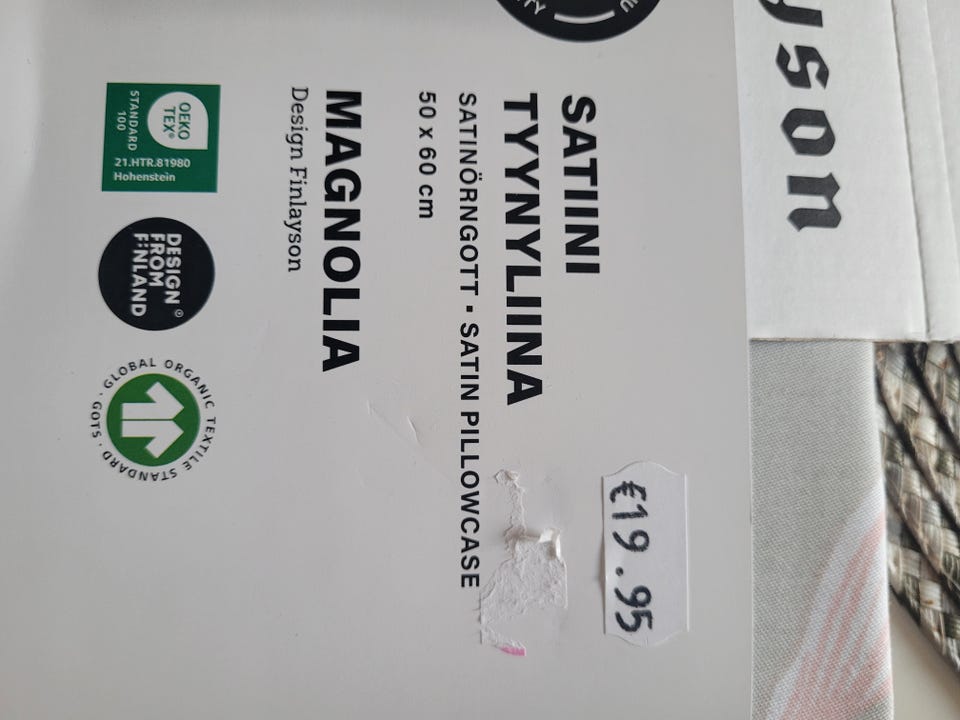 yson
SATIINI
TYYNYLIINA
SATINÖRNGOTT · SATIN PILLOWCASE
50 x 60 cm
MAGNOLIA
Design Finlayson
€19.95
OEKO
TEX®
STANDARD
100
21.HTR.81980
Hohenstein
DESIGN
FROM
FINLAND
GLOBAL ORGANIC TEXTILE STANDARD · GOTS ·